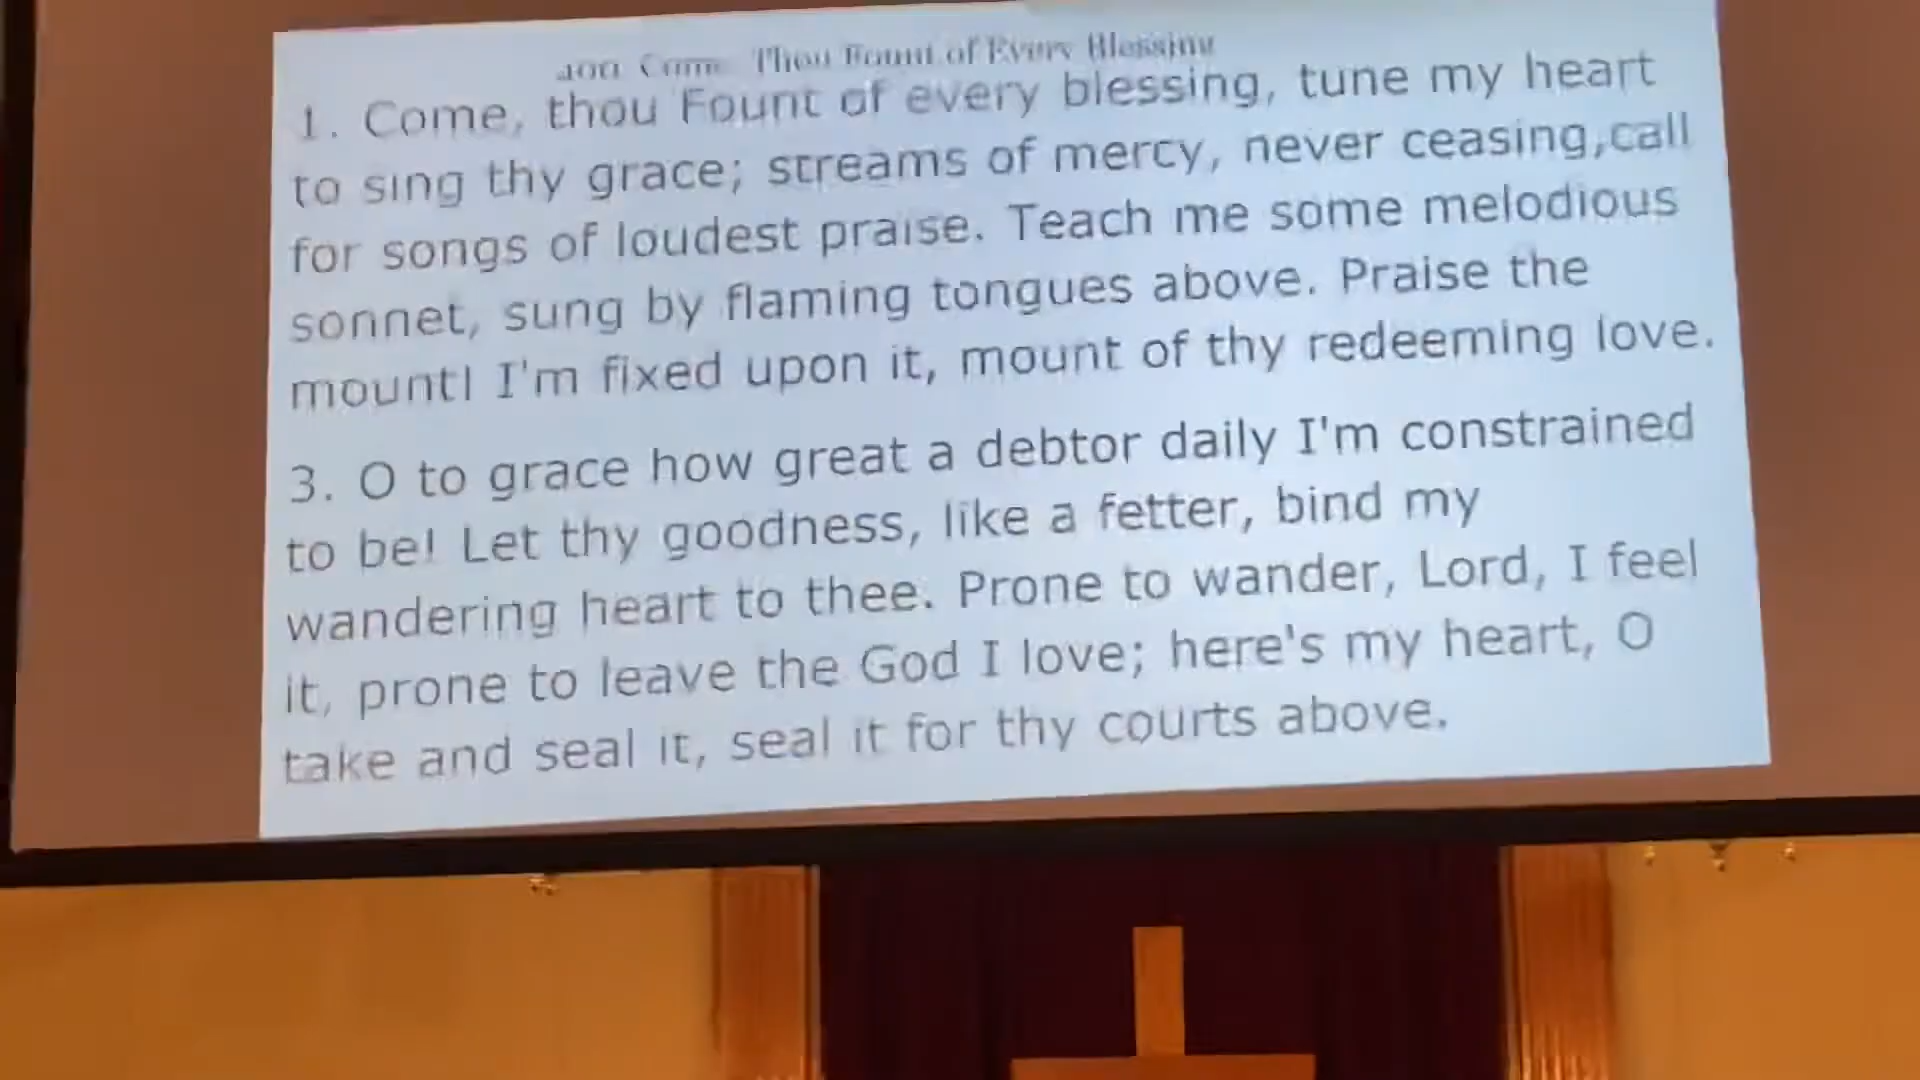 400 Come, Thou Fount of Every Blessing
1. Come, thou Fount of every blessing, tune my heart
to sing thy grace; streams of mercy, never ceasing,call
for songs of loudest praise. Teach me some melodious
sonnet, sung by flaming tongues above. Praise the
mount! I'm fixed upon it, mount of thy redeeming love.
3. O to grace how great a debtor daily I'm constrained
to be! Let thy goodness, like a fetter, bind my
wandering heart to thee. Prone to wander, Lord, I feel
it, prone to leave the God I love; here's my heart, O
take and seal it, seal it for thy courts above.